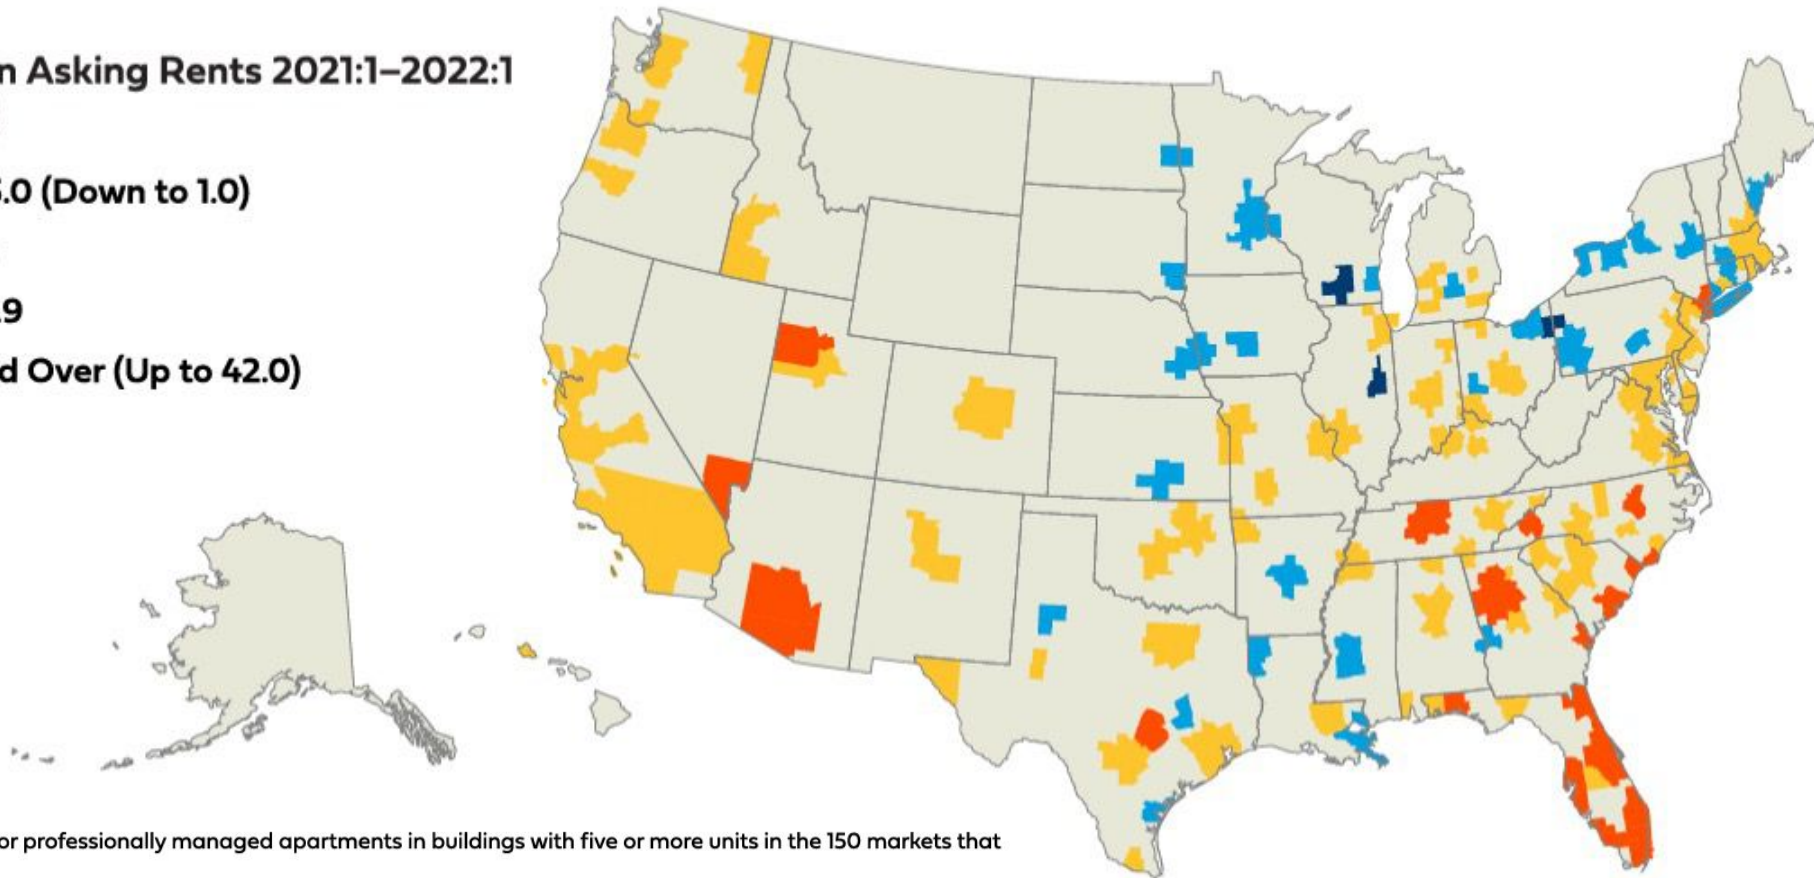 n Asking Rents 2021:1–2022:1
.0 (Down to 1.0)
9
d Over (Up to 42.0)
or professionally managed apartments in buildings with five or more units in the 150 markets that